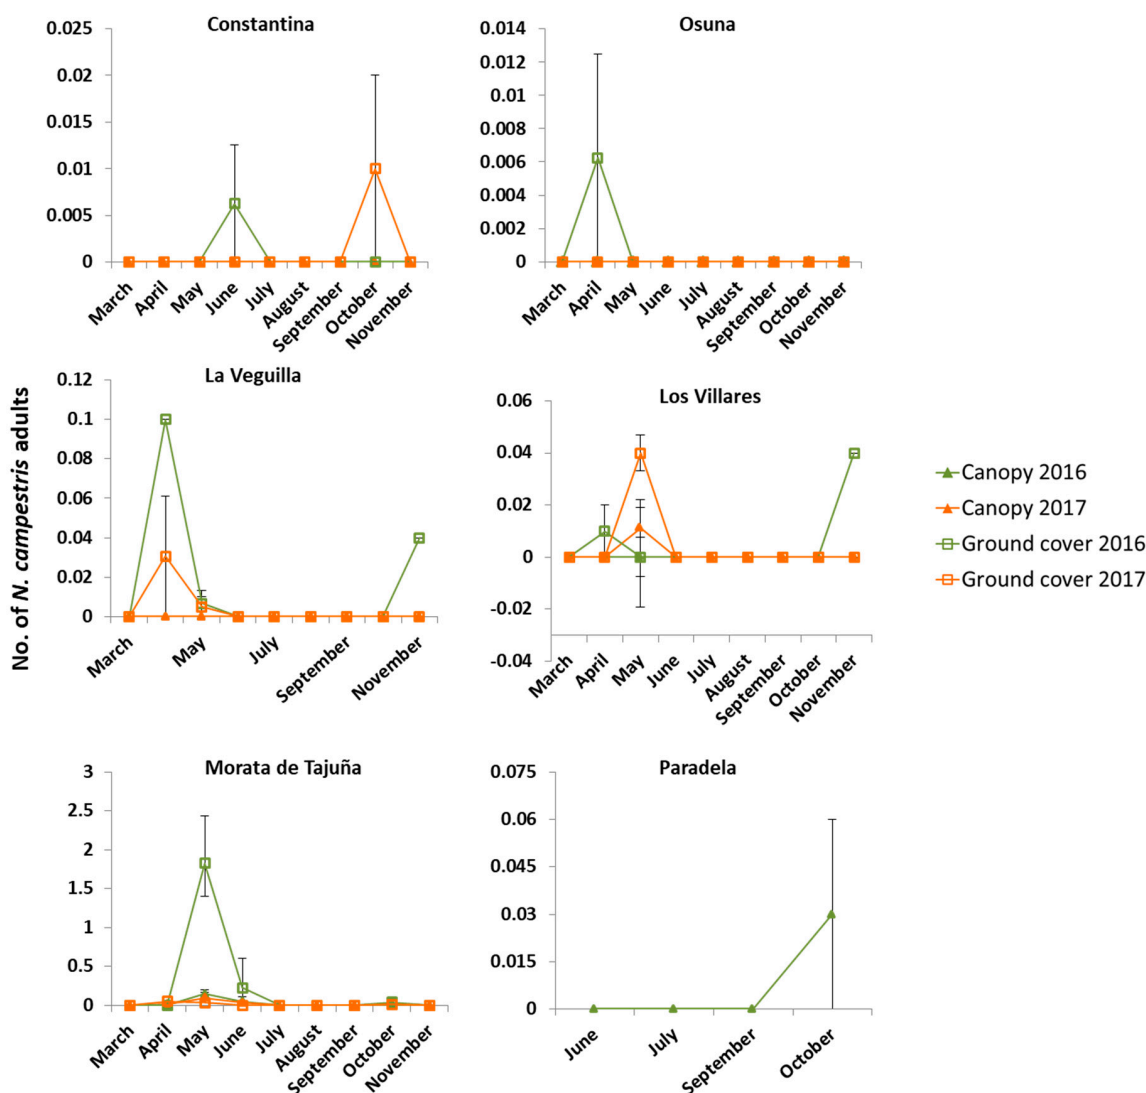 No. of N. campestris adults
Constantina
0.025
0.02
0.015
0.01
0.005
0
March
April
May
June
July
August
September
October
November
Osuna
0.014
0.012
0.01
0.008
0.006
0.004
0.002
0
March
April
May
June
July
August
September
October
November
La Veguilla
0.12
0.1
0.08
0.06
0.04
0.02
0
March
May
July
September
November
Los Villares
0.06
0.04
0.02
0
-0.02
-0.04
March
April
May
June
July
August
September
October
November
Canopy 2016
Canopy 2017
Ground cover 2016
Ground cover 2017
Morata de Tajuña
3
2.5
2
1.5
1
0.5
0
March
April
May
June
July
August
September
October
November
Paradela
0.075
0.06
0.045
0.03
0.015
0
June
July
September
October